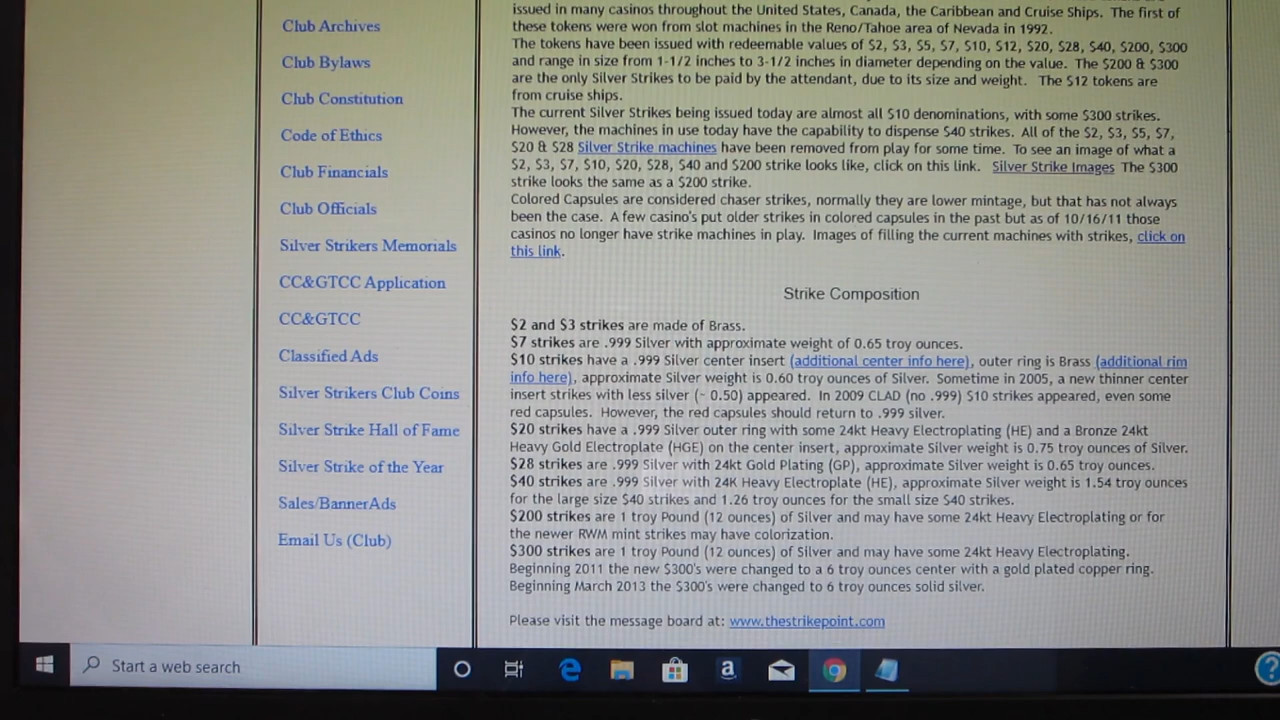 Club Archives
Club Bylaws
Club Constitution
Code of Ethics
Club Financials
Club Officials
Silver Strikers Memorials
CC&GTCC Application
CC&GTCC
Classified Ads
Silver Strikers Club Coins
Silver Strike Hall of Fame
Silver Strike of the Year
Sales/BannerAds
Email Us (Club)
issued in many casinos throughout the United States, Canada, the Caribbean and Cruise Ships. The first of
these tokens were won from slot machines in the Reno/Tahoe area of Nevada in 1992.
The tokens have been issued with redeemable values of $2, $3, $5, $7, $10, $12, $20, $28, $40, $200, $300
and range in size from 1-1/2 inches to 3-1/2 inches in diameter depending on the value. The $200 & $300
are the only Silver Strikes to be paid by the attendant, due to its size and weight. The $12 tokens are
from cruise ships.
The current Silver Strikes being issued today are almost all $10 denominations, with some $300 strikes.
However, the machines in use today have the capability to dispense $40 strikes. All of the $2, $3, $5, $7,
$20 & $28 Silver Strike machines have been removed from play for some time. To see an image of what a
$2, $3, $7, $10, $20, $28, $40 and $200 strike looks like, click on this link. Silver Strike Images The $300
strike looks the same as a $200 strike.
Colored Capsules are considered chaser strikes, normally they are lower mintage, but that has not always
been the case. A few casino's put older strikes in colored capsules in the past but as of 10/16/11 those
casinos no longer have strike machines in play. Images of filling the current machines with strikes, click on
this link.
Strike Composition
$2 and $3 strikes are made of Brass.
$7 strikes are .999 Silver with approximate weight of 0.65 troy ounces.
$10 strikes have a .999 Silver center insert (additional center info here), outer ring is Brass (additional rim
info here), approximate Silver weight is 0.60 troy ounces of Silver. Sometime in 2005, a new thinner center
insert strikes with less silver (~ 0.50) appeared. In 2009 CLAD (no .999) $10 strikes appeared, even some
red capsules. However, the red capsules should return to .999 silver.
$20 strikes have a .999 Silver outer ring with some 24kt Heavy Electroplating (HE) and a Bronze 24kt
Heavy Gold Electroplate (HGE) on the center insert, approximate Silver weight is 0.75 troy ounces of Silver.
$28 strikes are .999 Silver with 24kt Gold Plating (GP), approximate Silver weight is 0.65 troy ounces.
$40 strikes are .999 Silver with 24K Heavy Electroplate (HE), approximate Silver weight is 1.54 troy ounces
for the large size $40 strikes and 1.26 troy ounces for the small size $40 strikes.
$200 strikes are 1 troy Pound (12 ounces) of Silver and may have some 24kt Heavy Electroplating or for
the newer RWM mint strikes may have colorization.
$300 strikes are 1 troy Pound (12 ounces) of Silver and may have some 24kt Heavy Electroplating.
Beginning 2011 the new $300's were changed to a 6 troy ounces center with a gold plated copper ring.
Beginning March 2013 the $300's were changed to 6 troy ounces solid silver.
Please visit the message board at: www.thestrikepoint.com
Start a web search